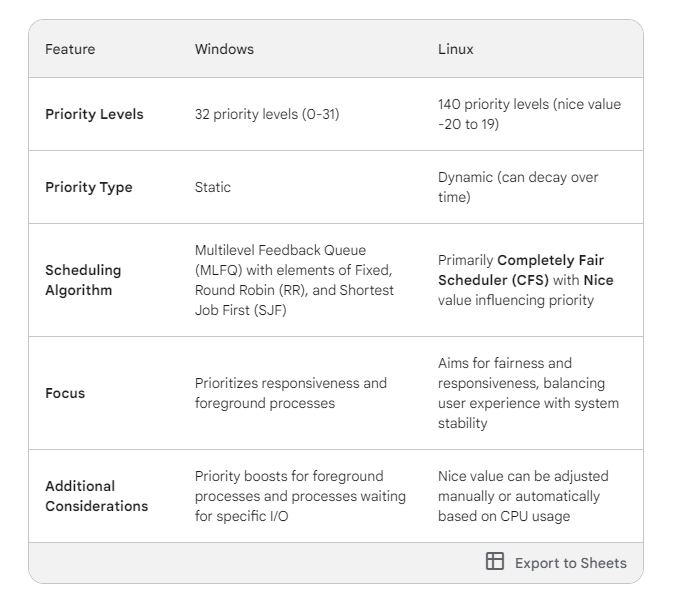 Feature Windows Linux
Priority Levels 32 priority levels (0-31) 140 priority levels (nice value
-20 to 19)
Priority Type Static Dynamic (can decay over
time)
Scheduling
Algorithm
Multilevel Feedback Queue
(MLFQ) with elements of Fixed,
Round Robin (RR), and Shortest
Job First (SJF)
Primarily Completely Fair
Scheduler (CFS) with Nice
value influencing priority
Focus
Prioritizes responsiveness and
foreground processes
Aims for fairness and
responsiveness, balancing
user experience with system
stability
Additional
Considerations
Priority boosts for foreground
processes and processes waiting
for specific I/O
Nice value can be adjusted
manually or automatically
based on CPU usage
Export to Sheets